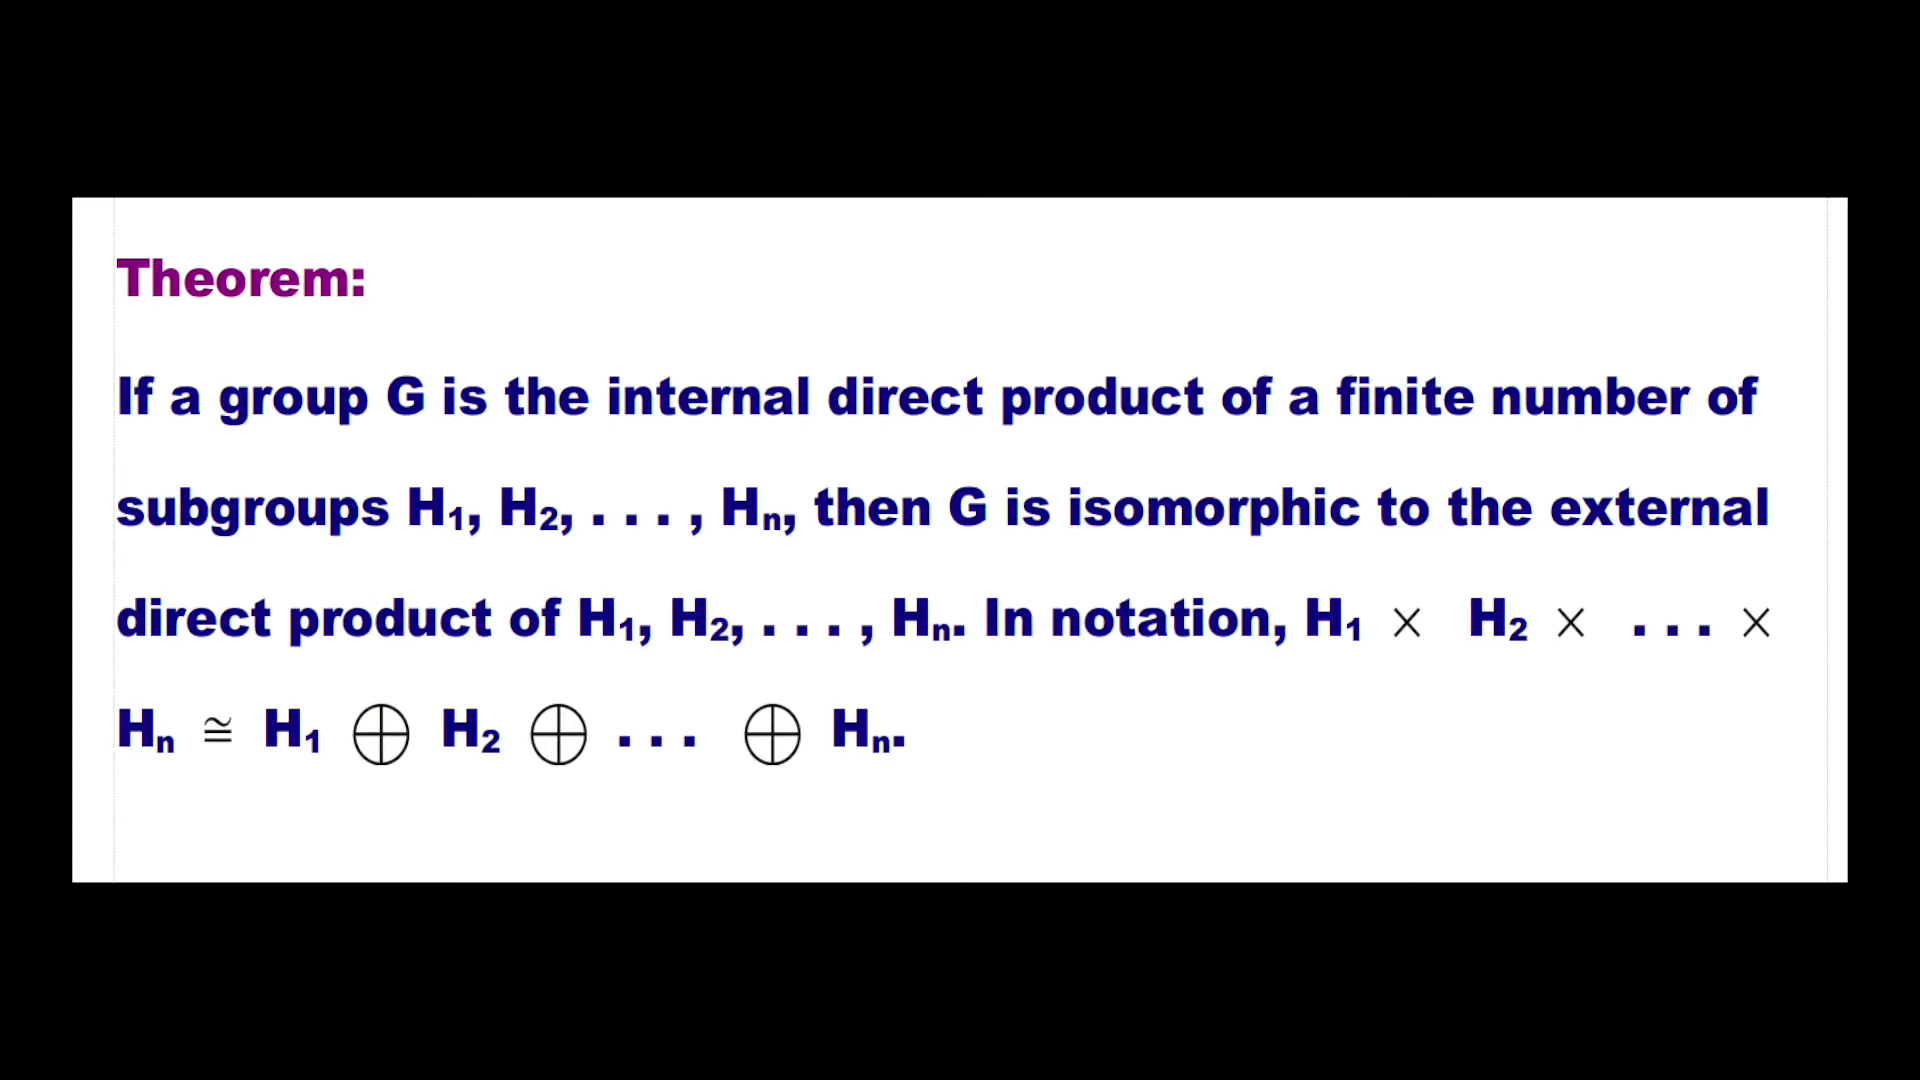 Theorem:
If a group G is the internal direct product of a finite number of
subgroups H₁, H₂, . . . , Hₙ, then G is isomorphic to the external
direct product of H₁, H₂, . . . , Hₙ. In notation, H₁ × H₂ × . . . ×
Hₙ ≅ H₁ ⊕ H₂ ⊕ . . . ⊕ Hₙ.